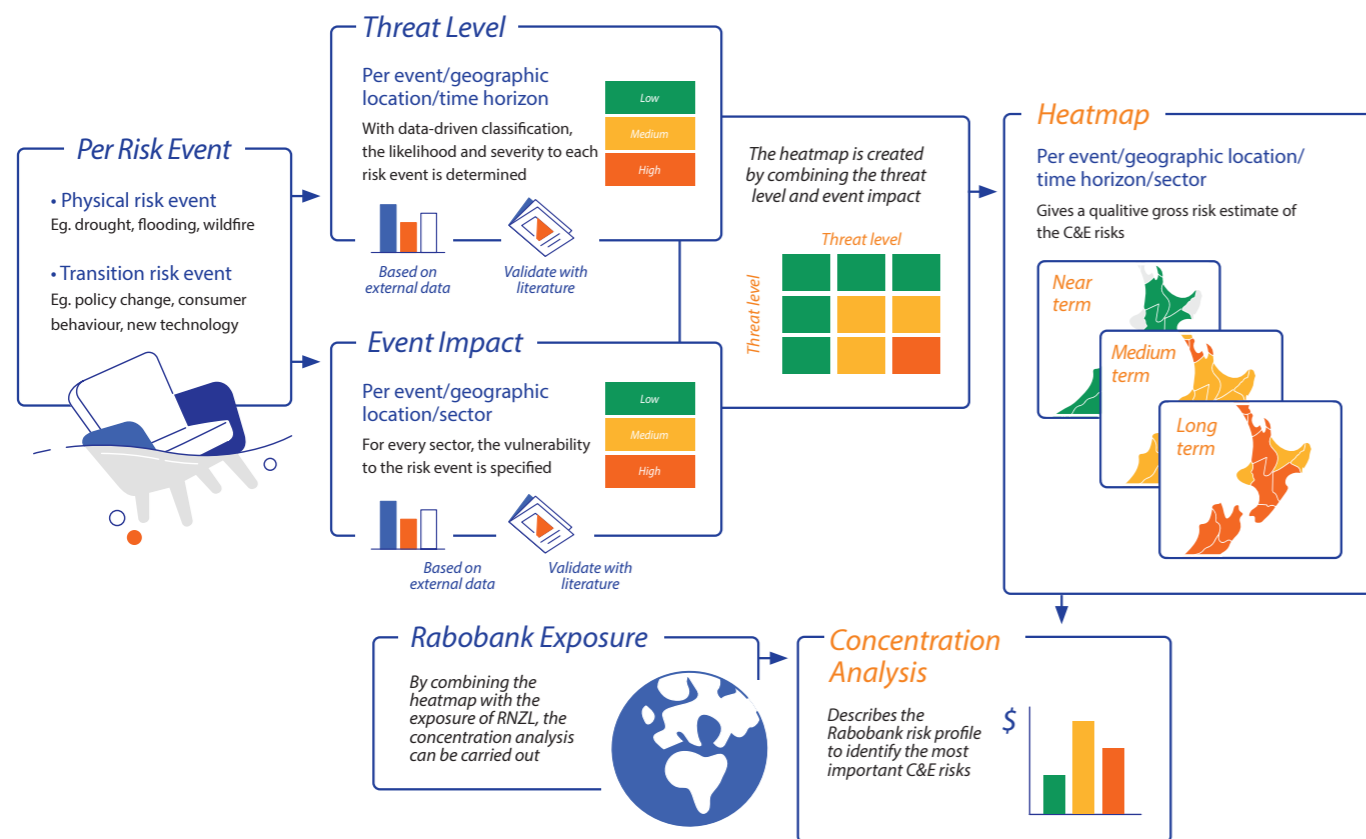 Per Risk Event
• Physical risk event
Eg. drought, flooding, wildfire
• Transition risk event
Eg. policy change, consumer
behaviour, new technology
Threat Level
Per event/geographic
location/time horizon
With data-driven classification,
the likelihood and severity to each
risk event is determined
Low
Medium
High
Based on
external data
Validate with
literature
Event Impact
Per event/geographic
location/sector
For every sector, the vulnerability
to the risk event is specified
Low
Medium
High
Based on
external data
Validate with
literature
The heatmap is created
by combining the threat
level and event impact
Threat level
Threat level
Heatmap
Per event/geographic location/
time horizon/sector
Gives a qualitive gross risk estimate of
the C&E risks
Near
term
Medium
term
Long
term
Rabobank Exposure
By combining the
heatmap with the
exposure of RNZL, the
concentration analysis
can be carried out
Concentration
Analysis
Describes the
Rabobank risk profile
to identify the most
important C&E risks
$